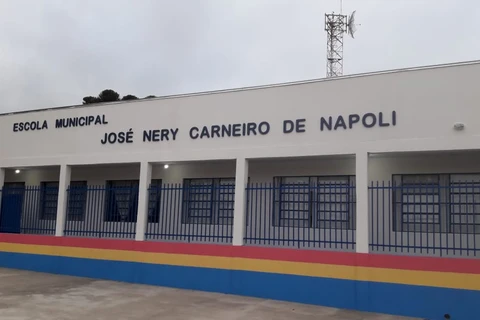 ESCOLA MUNICIPAL
JOSÉ NERY CARNEIRO DE NAPOLI